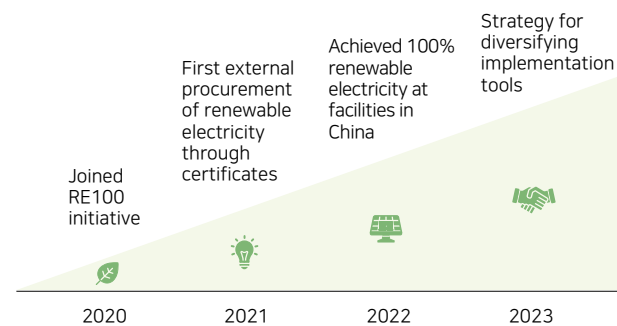 Joined
RE100
initiative
First external
procurement
of renewable
electricity
through
certificates
Achieved 100%
renewable
electricity at
facilities in
China
Strategy for
diversifying
implementation
tools
2020
2021
2022
2023